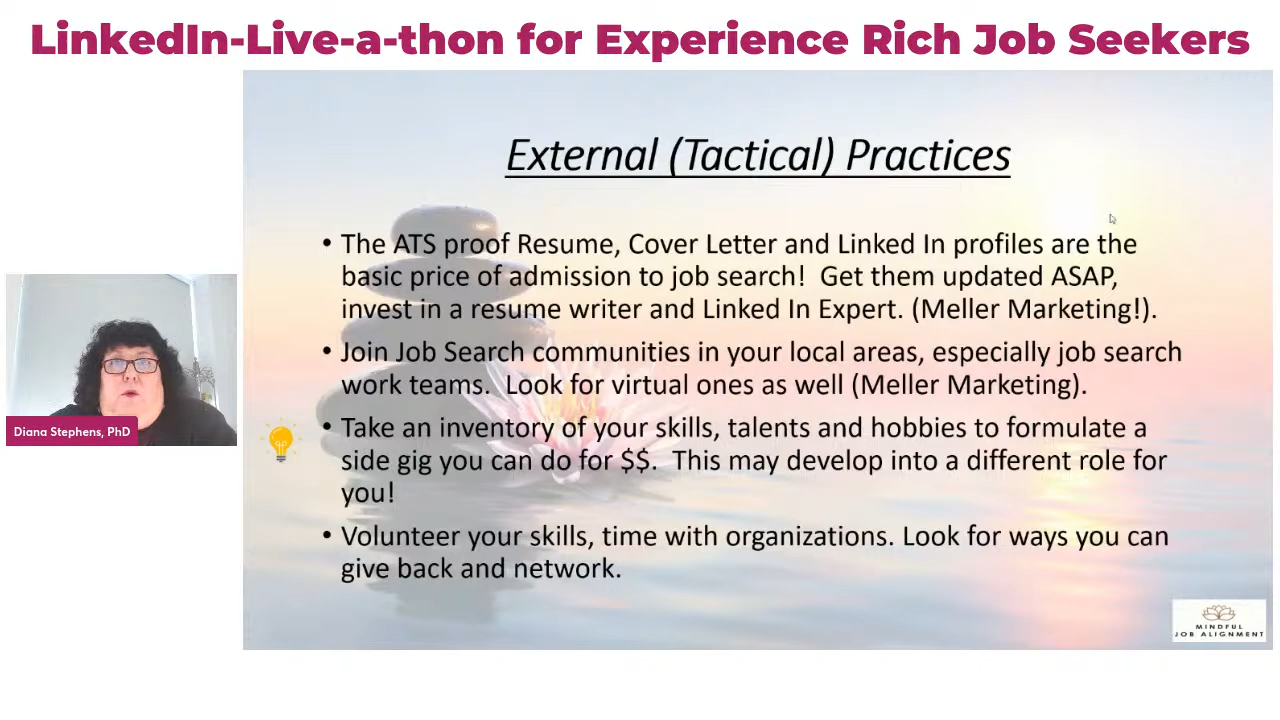 LinkedIn-Live-a-thon for Experience Rich Job Seekers
External (Tactical) Practices
• The ATS proof Resume, Cover Letter and Linked In profiles are the
basic price of admission to job search!  Get them updated ASAP,
invest in a resume writer and Linked In Expert. (Meller Marketing!).
• Join Job Search communities in your local areas, especially job search
work teams.  Look for virtual ones as well (Meller Marketing).
• Take an inventory of your skills, talents and hobbies to formulate a
side gig you can do for $$.  This may develop into a different role for
you!
• Volunteer your skills, time with organizations. Look for ways you can
give back and network.
Diana Stephens, PhD
MINDFUL
JOB ALIGNMENT